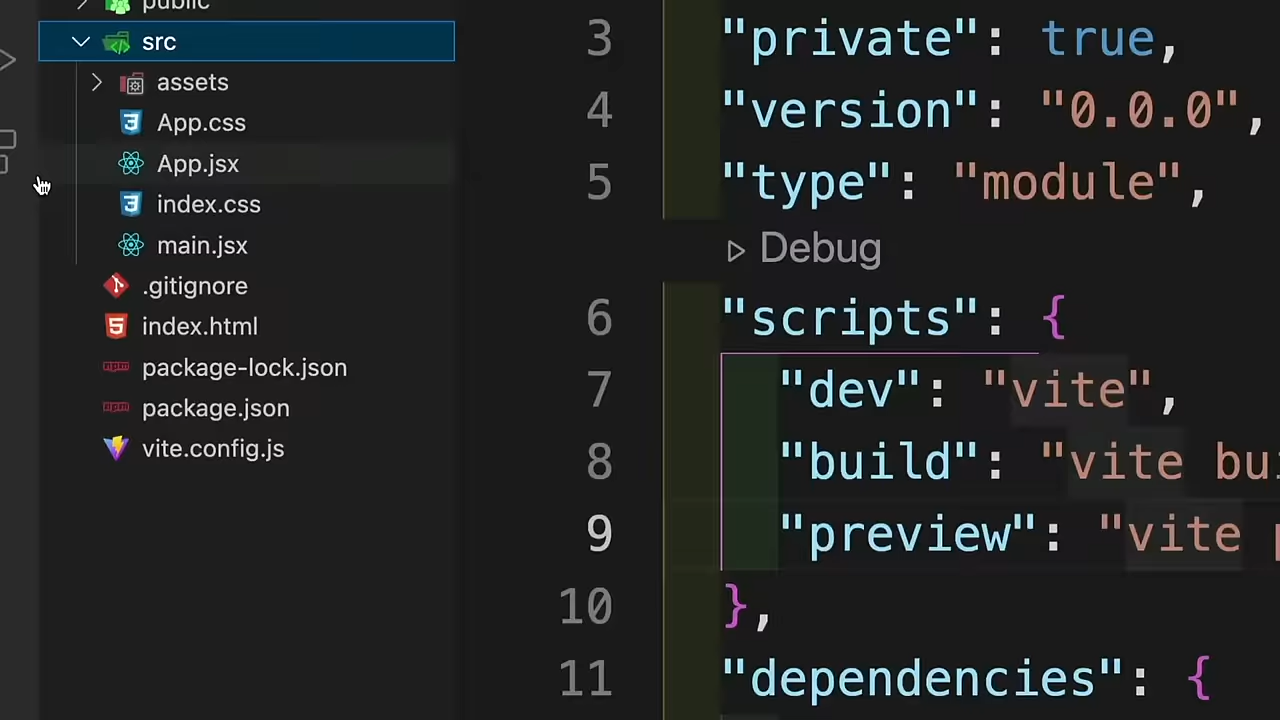 public
src
assets
App.css
App.jsx
index.css
main.jsx
.gitignore
index.html
package-lock.json
package.json
vite.config.js
3 "private": true,
4 "version": "0.0.0",
5 "type": "module",
Debug
6 "scripts": {
7 "dev": "vite",
8 "build": "vite bui
9 "preview": "vite p
10 },
11 "dependencies": {